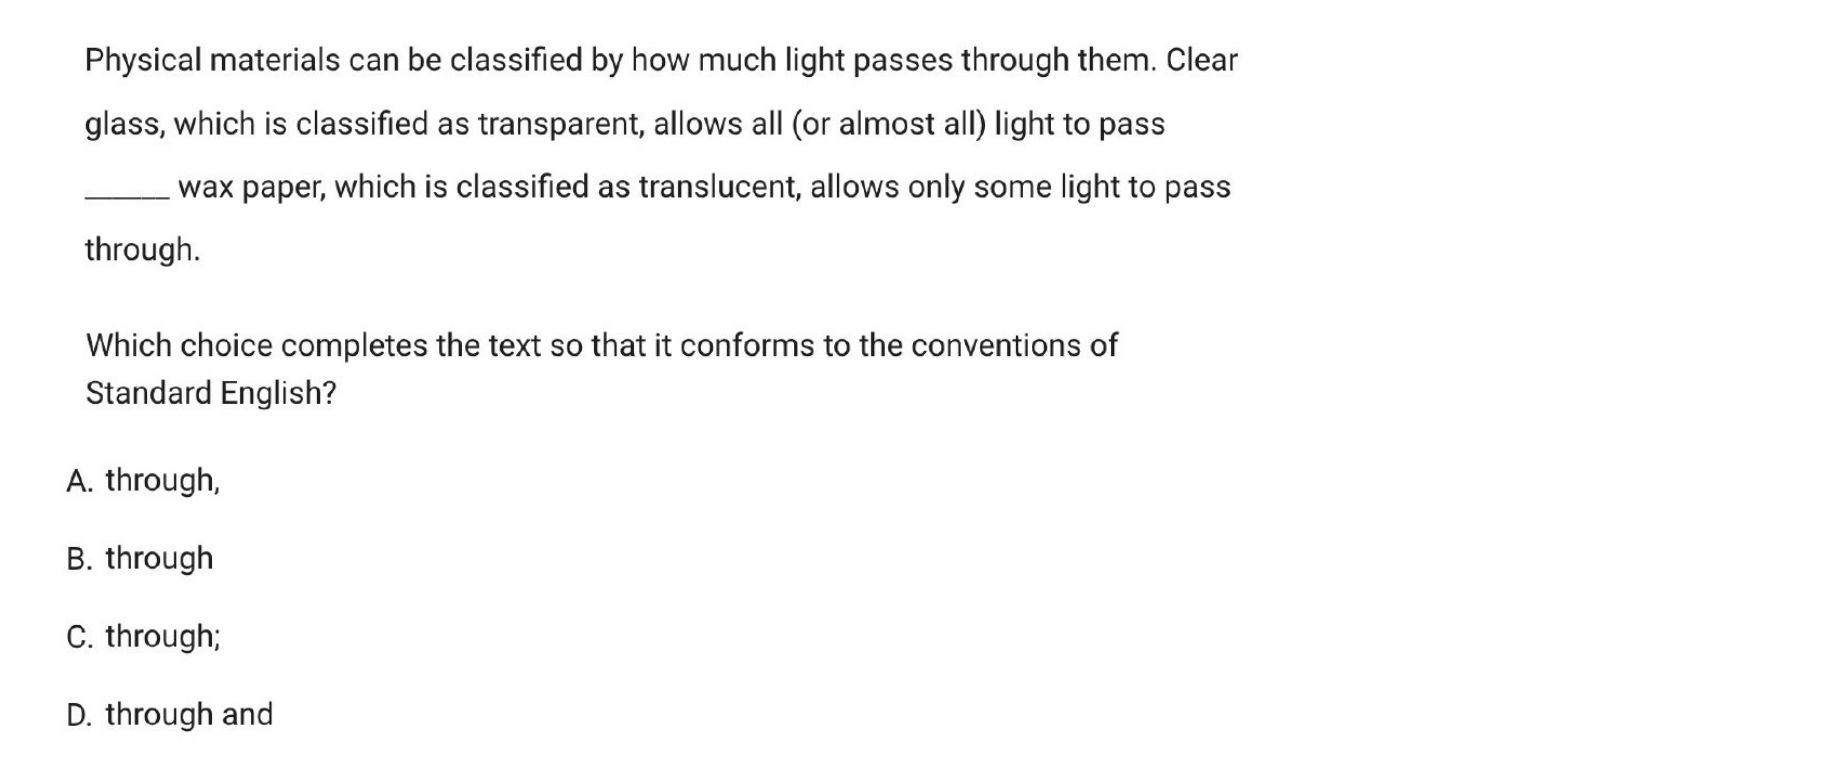 Physical materials can be classified by how much light passes through them. Clear
glass, which is classified as transparent, allows all (or almost all) light to pass
______ wax paper, which is classified as translucent, allows only some light to pass
through.
Which choice completes the text so that it conforms to the conventions of
Standard English?
A. through,
B. through
C. through;
D. through and